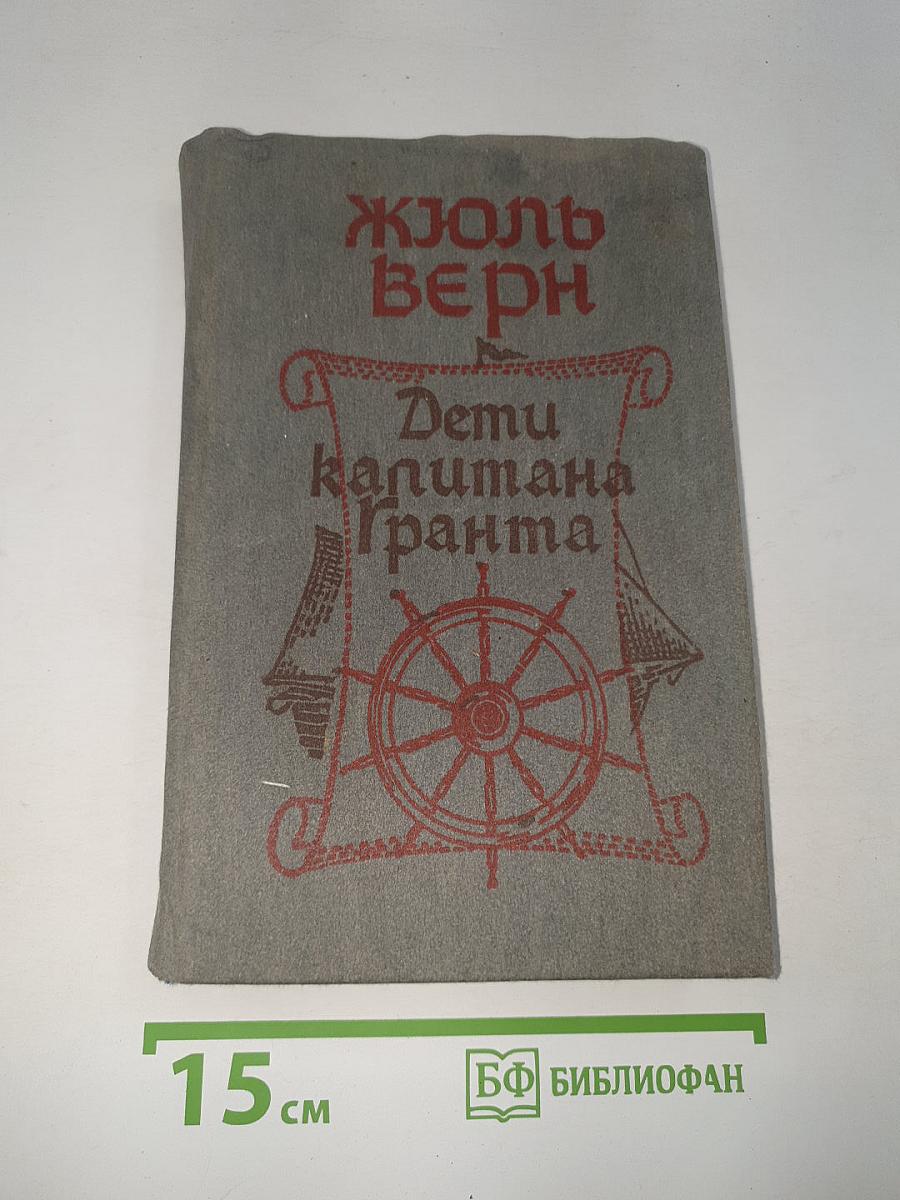 Жюль
Верн
Дети
капитана
Гранта
15 см
БФ БИБЛИОФАН